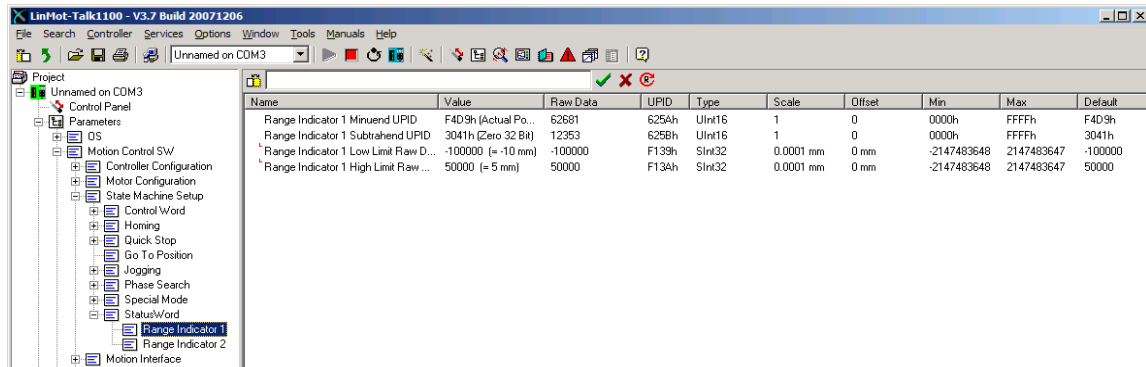 LinMot-Talk1100 - V3.7 Build 20071206
File Search Controller Services Options Window Tools Manuals Help
Unnamed on COM3
Project
Unnamed on COM3
Control Panel
Parameters
OS
Motion Control SW
Controller Configuration
Motor Configuration
State Machine Setup
Control Word
Homing
Quick Stop
Go To Position
Jogging
Phase Search
Special Mode
StatusWord
Range Indicator 1
Range Indicator 2
Motion Interface
Name Value Raw Data UPID Type Scale Offset Min Max Default
Range Indicator 1 Minuend UPID F4D9h (Actual Po... 62681 625Ah UInt16 1 0 0000h FFFFh F4D9h
Range Indicator 1 Subtrahend UPID 3041h (Zero 32 Bit) 12353 625Bh UInt16 1 0 0000h FFFFh 3041h
Range Indicator 1 Low Limit Raw D... -100000 (= -10 mm) -100000 F139h SInt32 0.0001 mm 0 mm -2147483648 2147483647 -100000
Range Indicator 1 High Limit Raw ... 50000 (= 5 mm) 50000 F13Ah SInt32 0.0001 mm 0 mm -2147483648 2147483647 50000